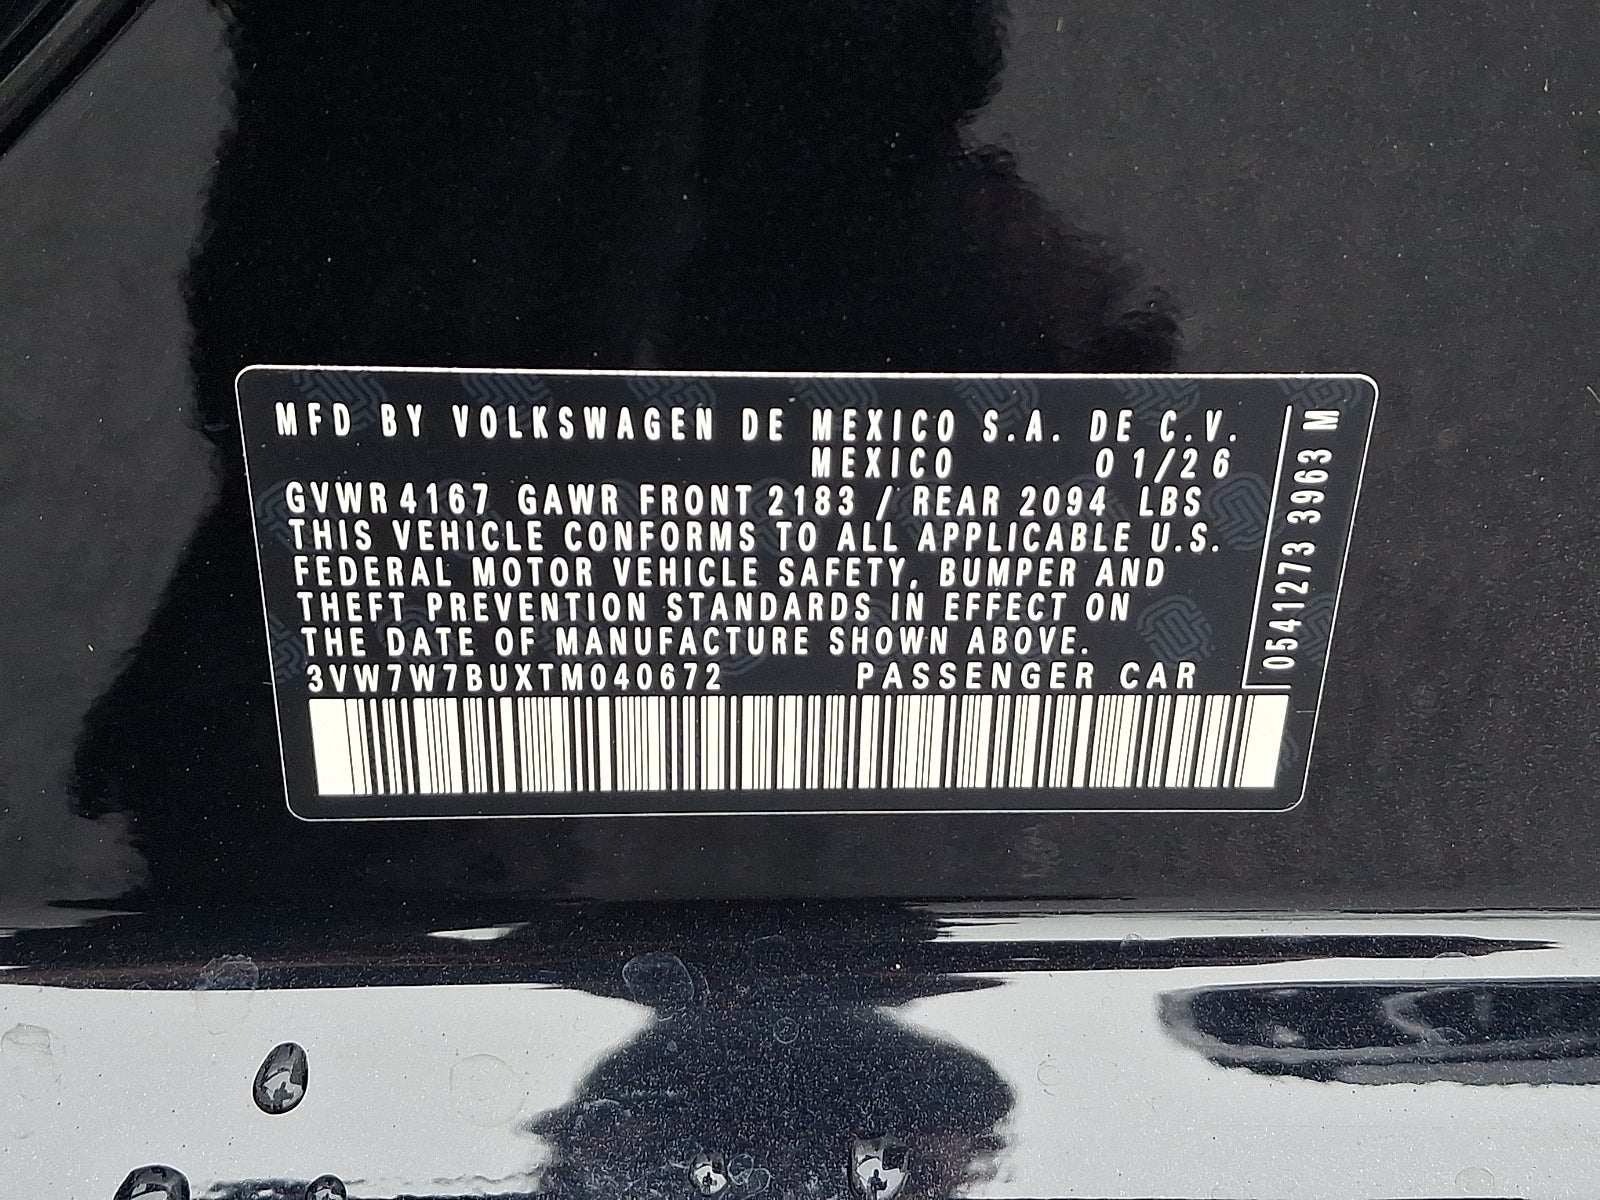 MFD BY VOLKSWAGEN DE MEXICO S.A. DE C.V.
MEXICO 01/26
GVWR 4167 GAWR FRONT 2183 / REAR 2094 LBS
THIS VEHICLE CONFORMS TO ALL APPLICABLE U.S.
FEDERAL MOTOR VEHICLE SAFETY, BUMPER AND
THEFT PREVENTION STANDARDS IN EFFECT ON
THE DATE OF MANUFACTURE SHOWN ABOVE.
3VW7W7BUXTM040672 PASSENGER CAR
0541273 3963 M